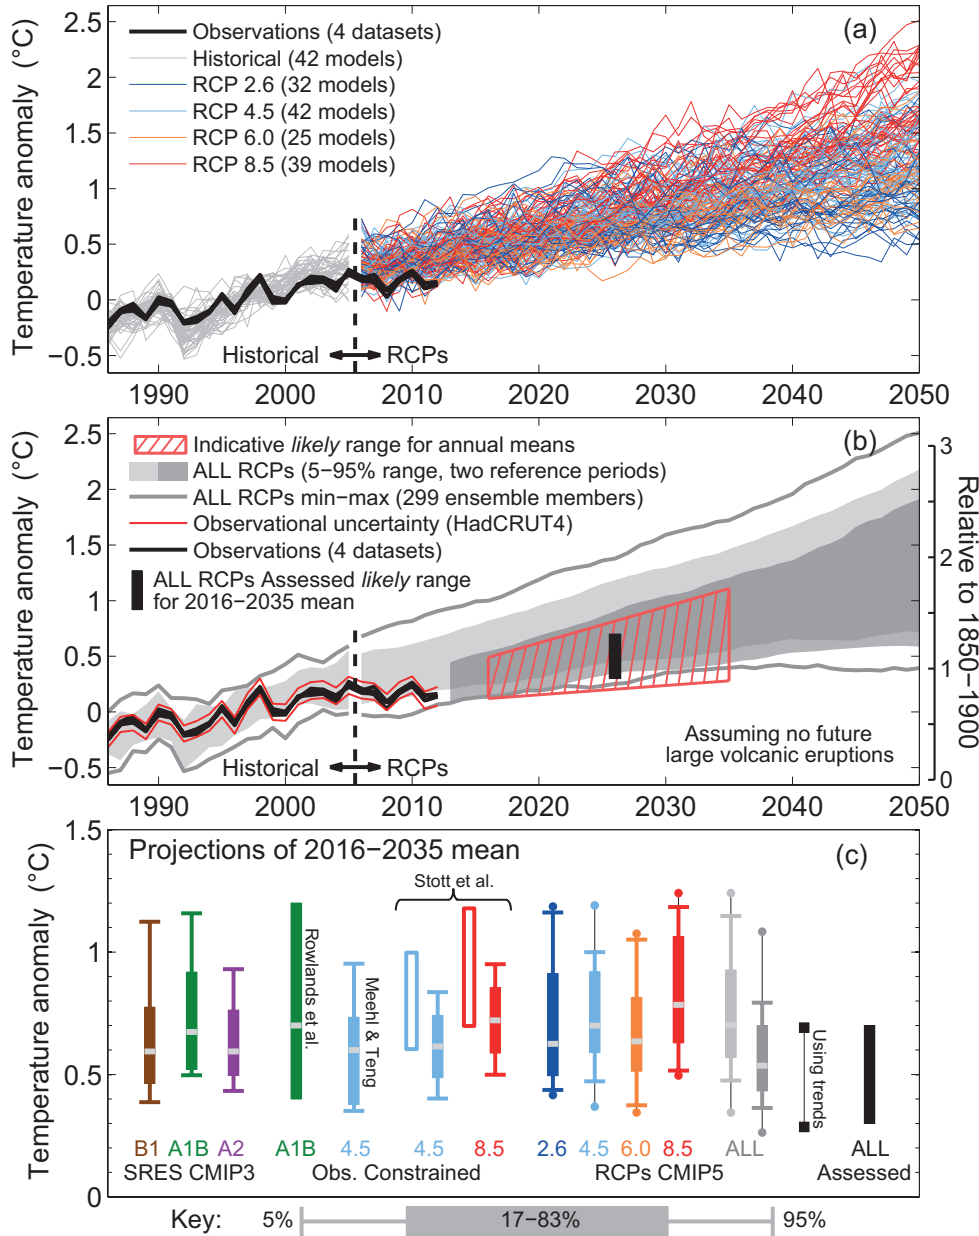 (a)
Observations (4 datasets)
Historical (42 models)
RCP 2.6 (32 models)
RCP 4.5 (42 models)
RCP 6.0 (25 models)
RCP 8.5 (39 models)
Temperature anomaly (°C)
2.5
2
1.5
1
0.5
0
−0.5
Historical
RCPs
1990 2000 2010 2020 2030 2040 2050
(b)
Indicative likely range for annual means
ALL RCPs (5−95% range, two reference periods)
ALL RCPs min−max (299 ensemble members)
Observational uncertainty (HadCRUT4)
Observations (4 datasets)
ALL RCPs Assessed likely range
for 2016−2035 mean
Temperature anomaly (°C)
2.5
2
1.5
1
0.5
0
−0.5
Relative to 1850−1900
3
2
1
0
Historical
RCPs
Assuming no future
large volcanic eruptions
1990 2000 2010 2020 2030 2040 2050
Projections of 2016−2035 mean
(c)
Temperature anomaly (°C)
1.5
1
0.5
0
Stott et al.
Rowlands et al.
Meehl & Teng
Using trends
B1 A1B A2 A1B 4.5 4.5 8.5 2.6 4.5 6.0 8.5 ALL ALL
SRES CMIP3 Obs. Constrained RCPs CMIP5 Assessed
Key: 5% 17−83% 95%